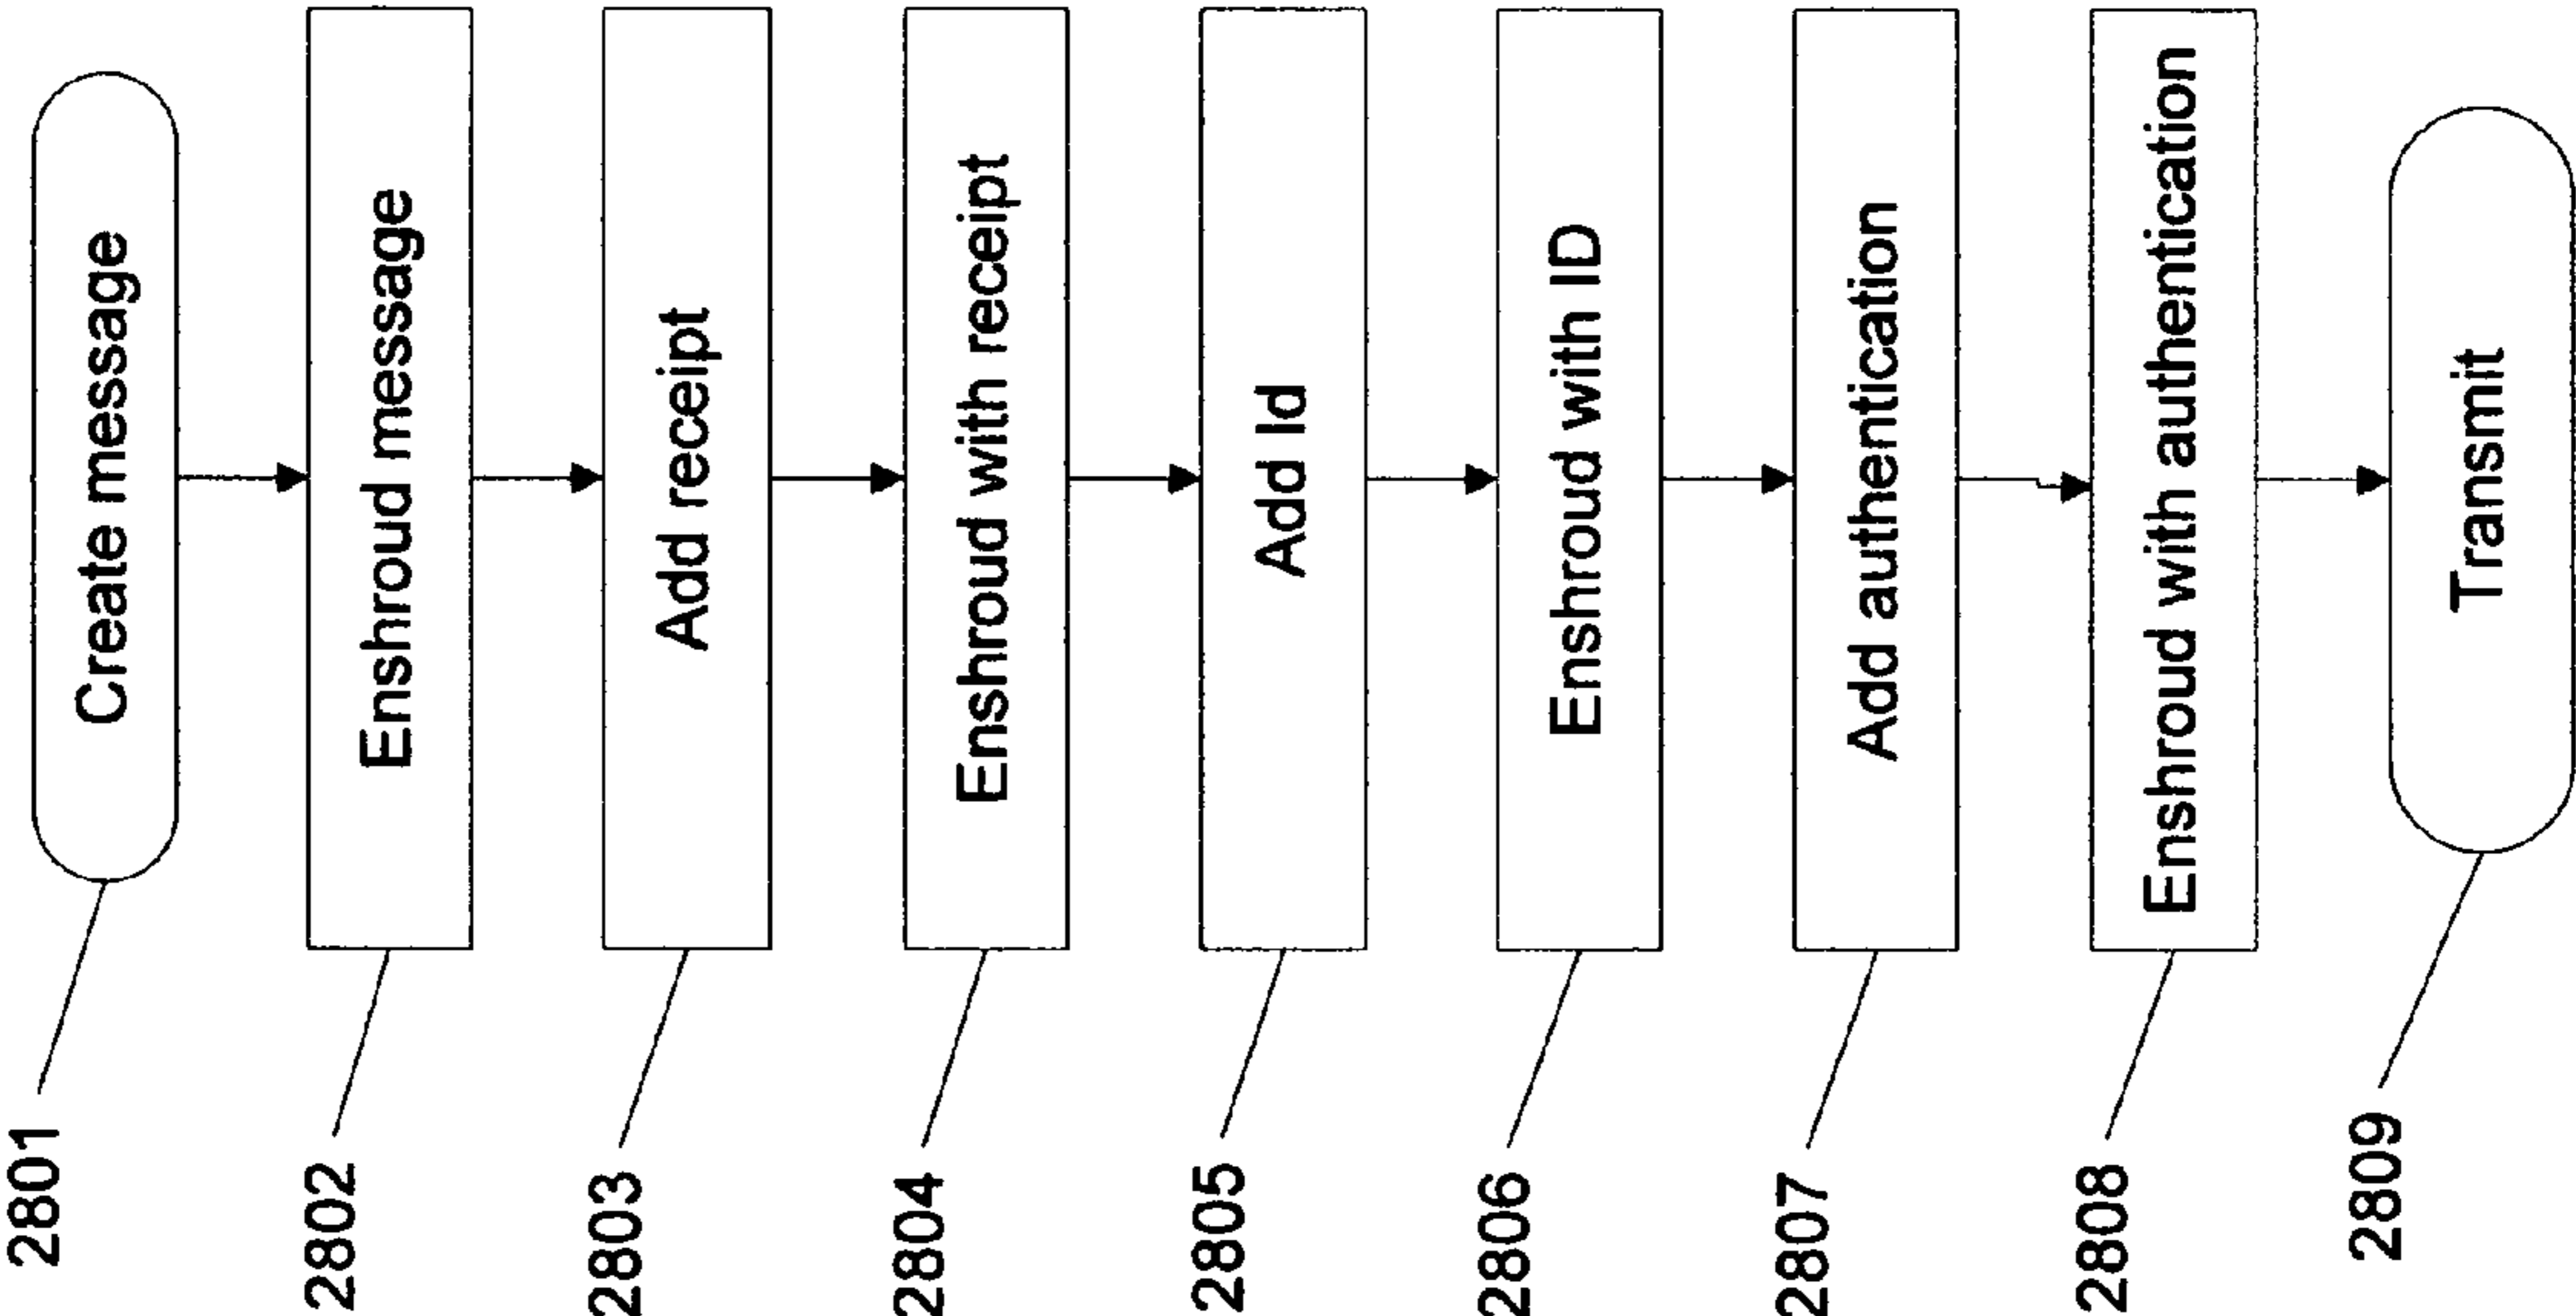 2801
Create message
2802
Enshroud message
2803
Add receipt
2804
Enshroud with receipt
2805
Add Id
2806
Enshroud with ID
2807
Add authentication
2808
Enshroud with authentication
2809
Transmit